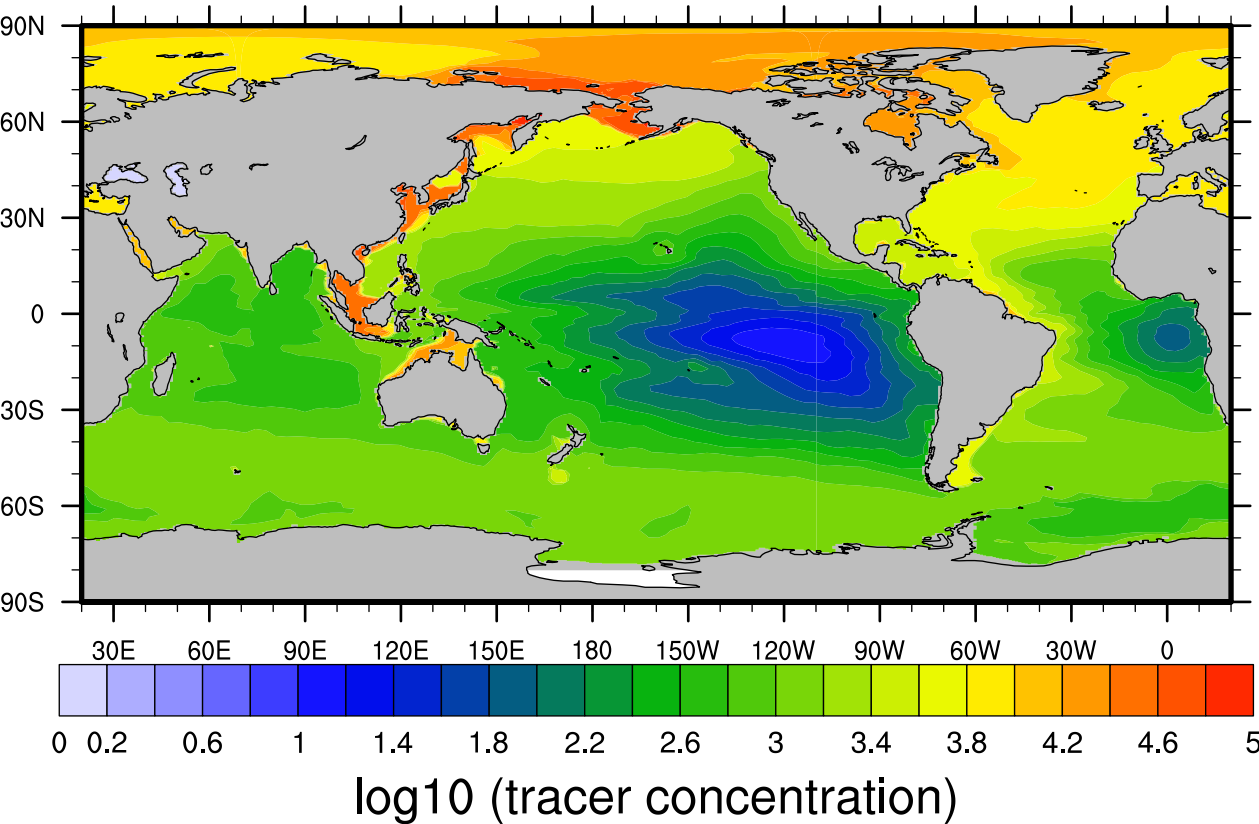 90N
60N
30N
0
30S
60S
90S
30E 60E 90E 120E 150E 180 150W 120W 90W 60W 30W 0
0 0.2 0.6 1 1.4 1.8 2.2 2.6 3 3.4 3.8 4.2 4.6 5
log10 (tracer concentration)